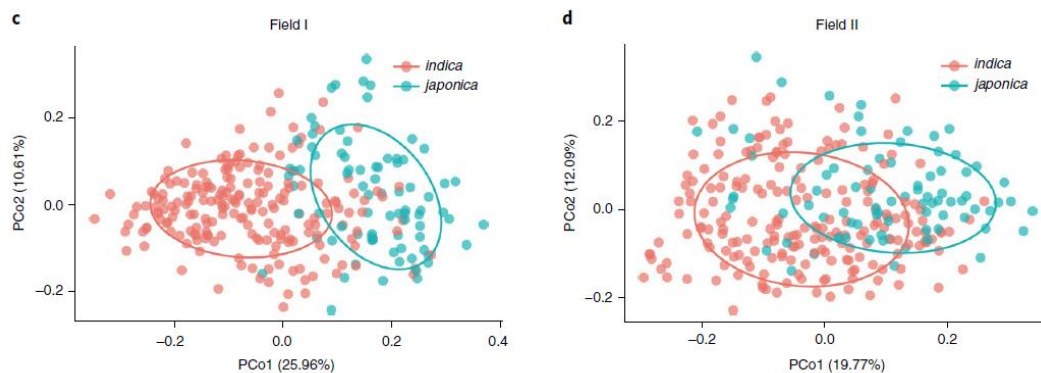 c
Field I
indica
japonica
PCo2 (10.61%)
0.2
0.0
–0.2
–0.2
0.0
0.2
0.4
PCo1 (25.96%)
d
Field II
indica
japonica
PCo2 (12.09%)
0.2
0.0
–0.2
–0.2
0.0
0.2
PCo1 (19.77%)